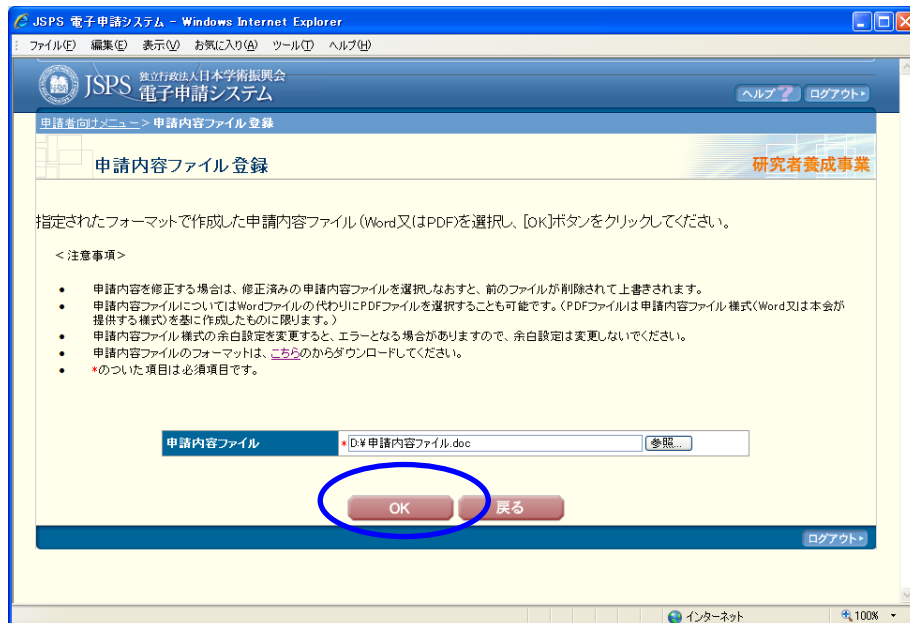 JSPS 電子申請システム - Windows Internet Explorer
ファイル(F) 編集(E) 表示(V) お気に入り(A) ツール(T) ヘルプ(H)
JSPS 独立行政法人日本学術振興会
電子申請システム
ヘルプ ? ログアウト
申請者向けメニュー > 申請内容ファイル登録
申請内容ファイル登録
研究者養成事業
指定されたフォーマットで作成した申請内容ファイル(Word又はPDF)を選択し、[OK]ボタンをクリックしてください。
<注意事項>
• 申請内容を修正する場合は、修正済みの申請内容ファイルを選択しなおすと、前のファイルが削除されて上書きされます。
• 申請内容ファイルについてはWordファイルの代わりにPDFファイルを選択することも可能です。(PDFファイルは申請内容ファイル様式(Word又は本会が
提供する様式)を基に作成したものに限ります。)
• 申請内容ファイル様式の余白設定を変更すると、エラーとなる場合がありますので、余白設定は変更しないでください。
• 申請内容ファイルのフォーマットは、こちらのからダウンロードしてください。
• *のついた項目は必須項目です。
申請内容ファイル *D:¥申請内容ファイル.doc 参照...
OK 戻る
ログアウト
インターネット 100%